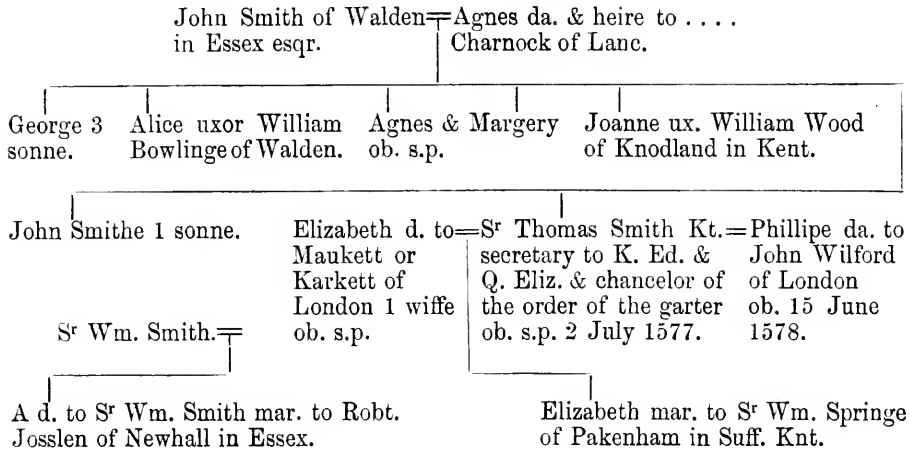 John Smith of Walden=Agnes da. & heire to ....
in Essex esqr. Charnock of Lanc.
George 3 Alice uxor William Agnes & Margery Joanne ux. William Wood
sonne. Bowlinge of Walden. ob. s.p. of Knodland in Kent.
John Smithe 1 sonne. Elizabeth d. to=Sr Thomas Smith Kt.=Phillipe da. to
Maukett or secretary to K. Ed. & John Wilford
Karkett of Q. Eliz. & chancelor of of London
London 1 wiffe the order of the garter ob. 15 June
Sr Wm. Smith.= ob. s.p. ob. s.p. 2 July 1577. 1578.
A d. to Sr Wm. Smith mar. to Robt. Elizabeth mar. to Sr Wm. Springe
Josslen of Newhall in Essex. of Pakenham in Suff. Knt.